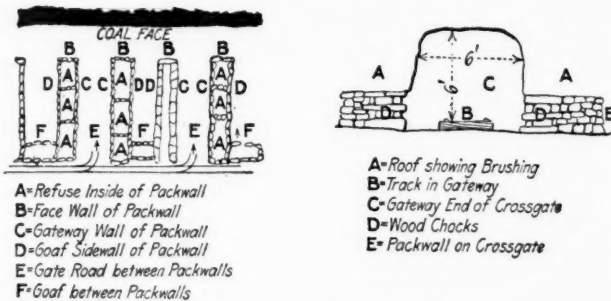 COAL FACE
B B B B
A A A
D C C D D C C D
A A A
A A A
F E F E F
A=Refuse Inside of Packwall
B=Face Wall of Packwall
C=Gateway Wall of Packwall
D=Goaf Sidewall of Packwall
E=Gate Road between Packwalls
F=Goaf between Packwalls
6'
A C A
6'
D B D E
A=Roof showing Brushing
B=Track in Gateway
C=Gateway End of Crossgate
D=Wood Chocks
E=Packwall on Crossgate